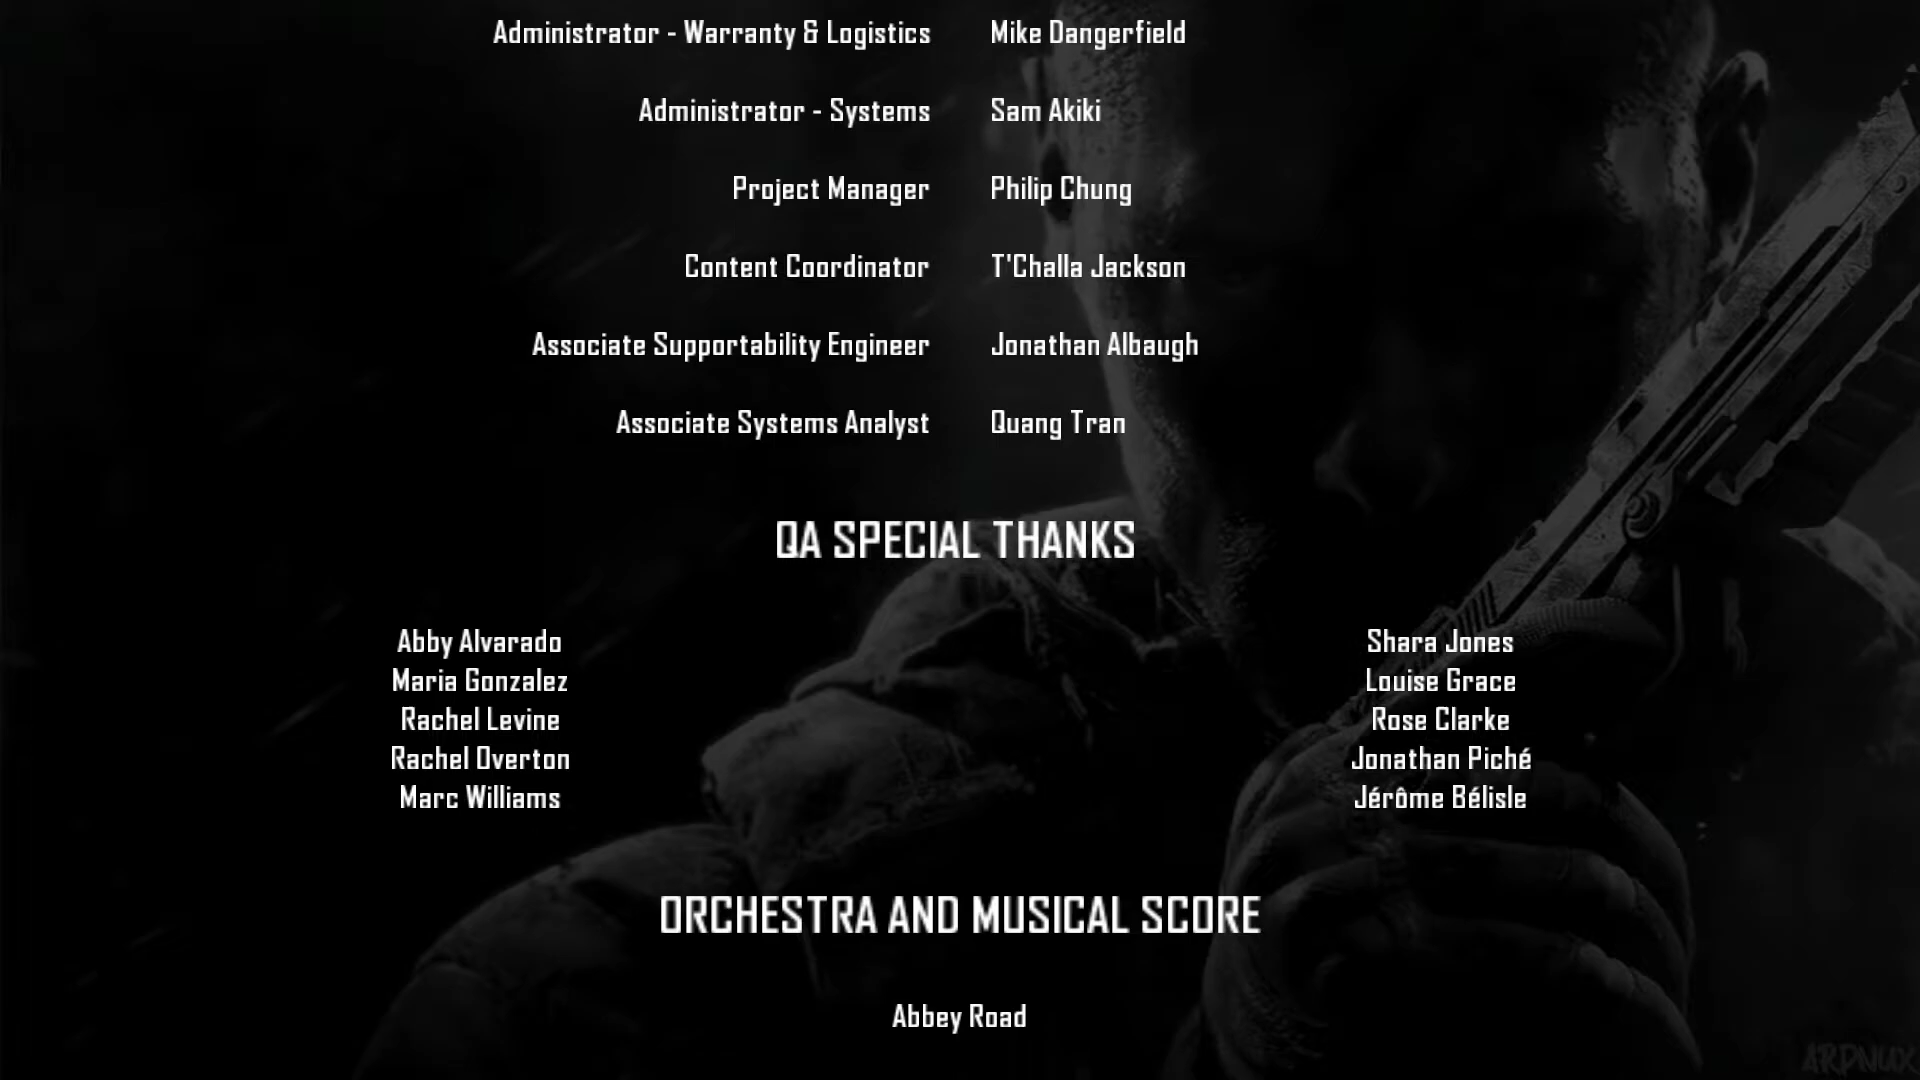 Administrator - Warranty & Logistics Mike Dangerfield
Administrator - Systems Sam Akiki
Project Manager Philip Chung
Content Coordinator T'Challa Jackson
Associate Supportability Engineer Jonathan Albaugh
Associate Systems Analyst Quang Tran
QA SPECIAL THANKS
Abby Alvarado
Maria Gonzalez
Rachel Levine
Rachel Overton
Marc Williams
Shara Jones
Louise Grace
Rose Clarke
Jonathan Piché
Jérôme Bélisle
ORCHESTRA AND MUSICAL SCORE
Abbey Road
ARPNUX